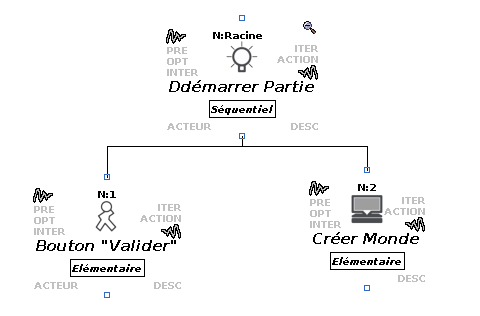 N:Racine
PRE ITER
OPT ACTION
INTER
Ddémarrer Partie
Séquentiel
ACTEUR DESC
N:1
PRE ITER
OPT ACTION
INTER
Bouton "Valider"
Elémentaire
ACTEUR DESC
N:2
PRE ITER
OPT ACTION
INTER
Créer Monde
Elémentaire
DESC